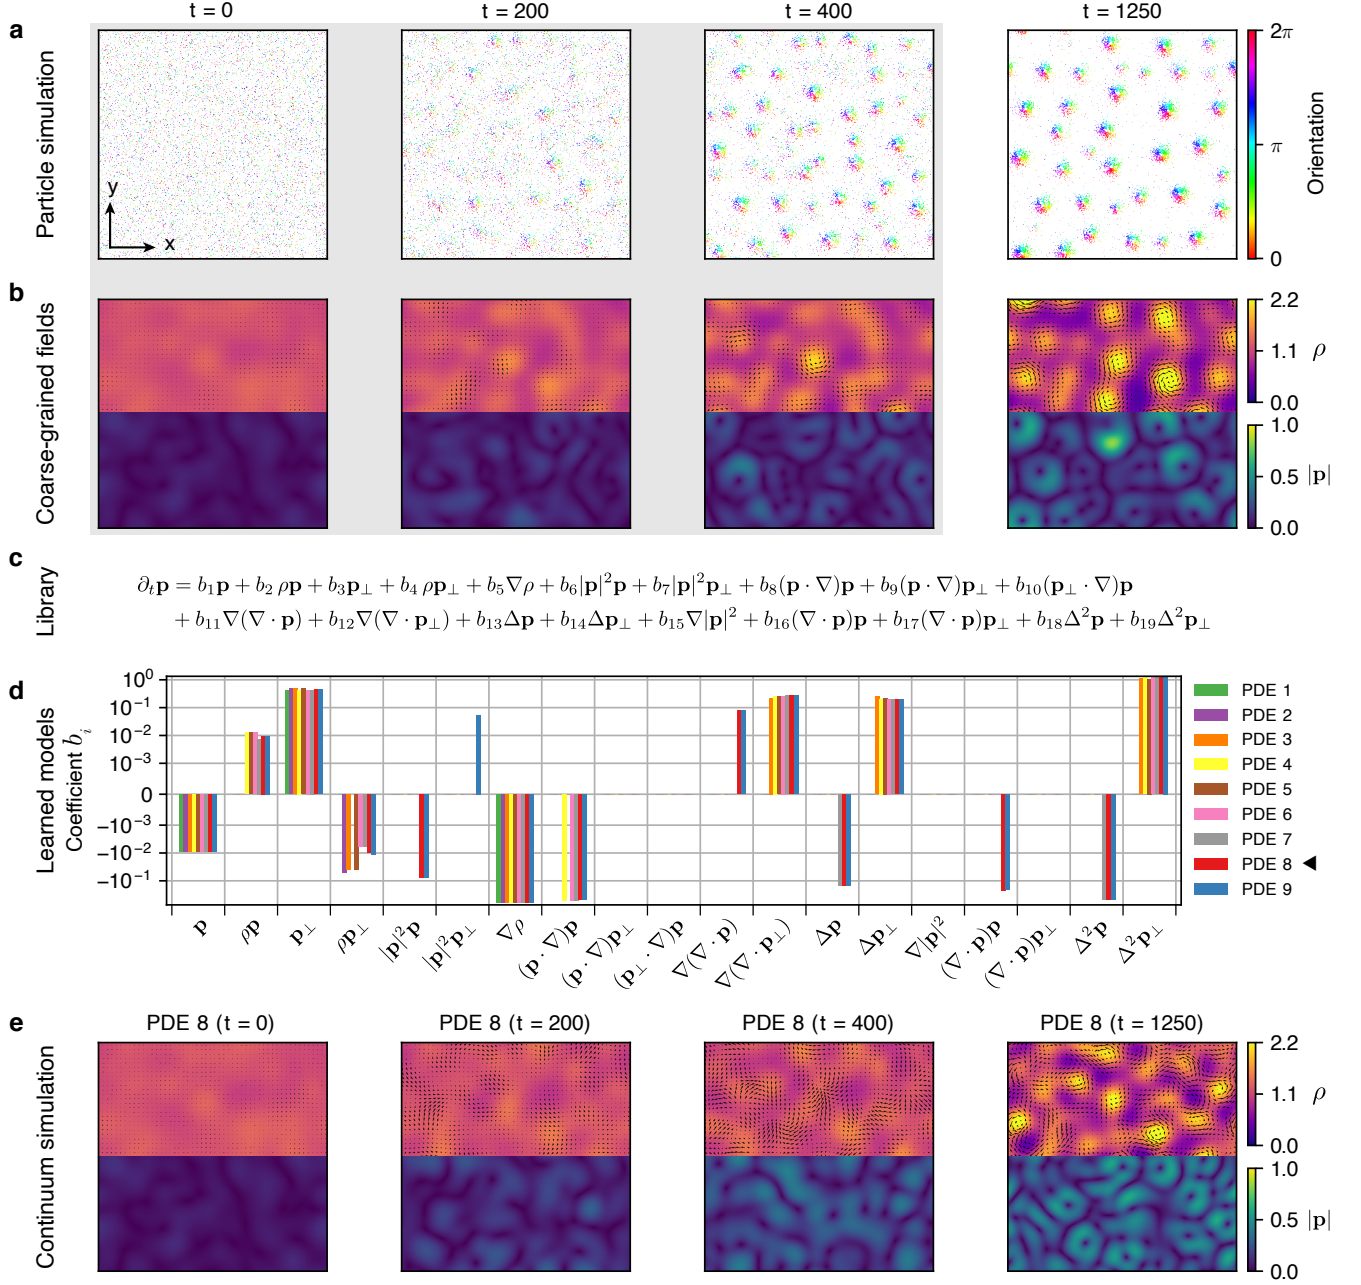 t = 0
t = 200
t = 400
t = 1250
a
Particle simulation
y
x
2π
π
0
Orientation
b
Coarse-grained fields
2.2
1.1
0.0
ρ
1.0
0.5
0.0
|p|
c
Library
∂ₜp = b₁p + b₂ ρp + b₃p⊥ + b₄ ρp⊥ + b₅∇ρ + b₆|p|²p + b₇|p|²p⊥ + b₈(p · ∇)p + b₉(p · ∇)p⊥ + b₁₀(p⊥ · ∇)p
+ b₁₁∇(∇ · p) + b₁₂∇(∇ · p⊥) + b₁₃Δp + b₁₄Δp⊥ + b₁₅∇|p|² + b₁₆(∇ · p)p + b₁₇(∇ · p)p⊥ + b₁₈Δ²p + b₁₉Δ²p⊥
d
Learned models
Coefficient bᵢ
10⁰
10⁻¹
10⁻²
10⁻³
0
−10⁻³
−10⁻²
−10⁻¹
PDE 1
PDE 2
PDE 3
PDE 4
PDE 5
PDE 6
PDE 7
PDE 8 ◀
PDE 9
p
ρp
p⊥
ρp⊥
|p|²p
|p|²p⊥
∇ρ
(p · ∇)p
(p · ∇)p⊥
(p⊥ · ∇)p
∇(∇ · p)
∇(∇ · p⊥)
Δp
Δp⊥
∇|p|²
(∇ · p)p
(∇ · p)p⊥
Δ²p
Δ²p⊥
e
Continuum simulation
PDE 8 (t = 0)
PDE 8 (t = 200)
PDE 8 (t = 400)
PDE 8 (t = 1250)
2.2
1.1
0.0
ρ
1.0
0.5
0.0
|p|